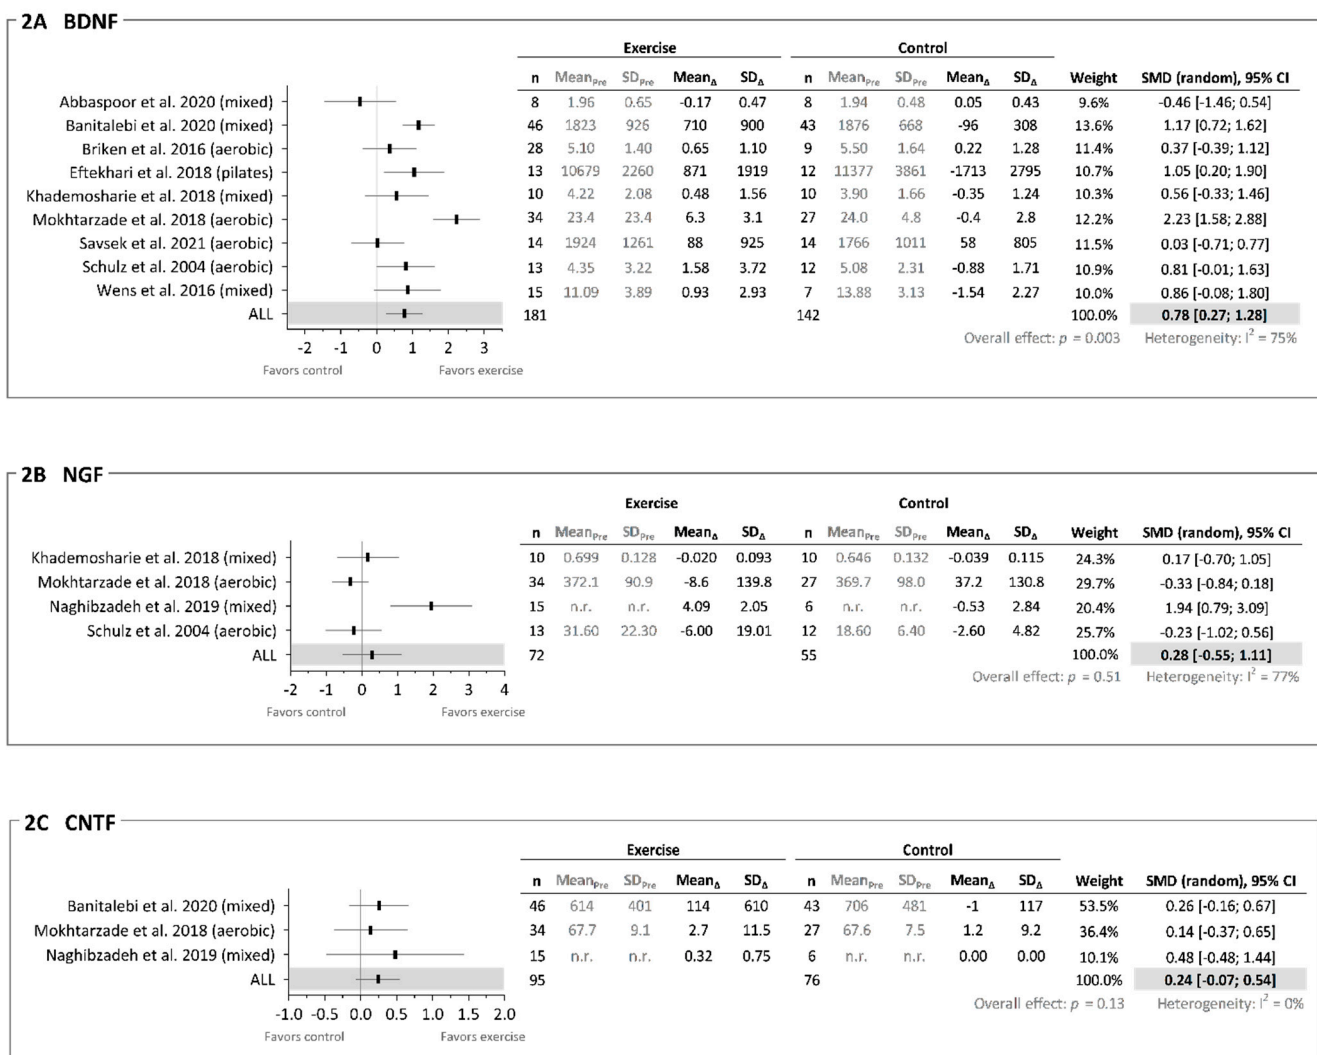 2A BDNF
Exercise Control
n Mean_Pre SD_Pre Mean_Δ SD_Δ n Mean_Pre SD_Pre Mean_Δ SD_Δ Weight SMD (random), 95% CI
Abbaspoor et al. 2020 (mixed) 8 1.96 0.65 -0.17 0.47 8 1.94 0.48 0.05 0.43 9.6% -0.46 [-1.46; 0.54]
Banitalebi et al. 2020 (mixed) 46 1823 926 710 900 43 1876 668 -96 308 13.6% 1.17 [0.72; 1.62]
Briken et al. 2016 (aerobic) 28 5.10 1.40 0.65 1.10 9 5.50 1.64 0.22 1.28 11.4% 0.37 [-0.39; 1.12]
Eftekhari et al. 2018 (pilates) 13 10679 2260 871 1919 12 11377 3861 -1713 2795 10.7% 1.05 [0.20; 1.90]
Khademosharie et al. 2018 (mixed) 10 4.22 2.08 0.48 1.56 10 3.90 1.66 -0.35 1.24 10.3% 0.56 [-0.33; 1.46]
Mokhtarzade et al. 2018 (aerobic) 34 23.4 23.4 6.3 3.1 27 24.0 4.8 -0.4 2.8 12.2% 2.23 [1.58; 2.88]
Savsek et al. 2021 (aerobic) 14 1924 1261 88 925 14 1766 1011 58 805 11.5% 0.03 [-0.71; 0.77]
Schulz et al. 2004 (aerobic) 13 4.35 3.22 1.58 3.72 12 5.08 2.31 -0.88 1.71 10.9% 0.81 [-0.01; 1.63]
Wens et al. 2016 (mixed) 15 11.09 3.89 0.93 2.93 7 13.88 3.13 -1.54 2.27 10.0% 0.86 [-0.08; 1.80]
ALL 181 142 100.0% 0.78 [0.27; 1.28]
Overall effect: p = 0.003 Heterogeneity: I² = 75%
-2 -1 0 1 2 3
Favors control Favors exercise
2B NGF
Exercise Control
n Mean_Pre SD_Pre Mean_Δ SD_Δ n Mean_Pre SD_Pre Mean_Δ SD_Δ Weight SMD (random), 95% CI
Khademosharie et al. 2018 (mixed) 10 0.699 0.128 -0.020 0.093 10 0.646 0.132 -0.039 0.115 24.3% 0.17 [-0.70; 1.05]
Mokhtarzade et al. 2018 (aerobic) 34 372.1 90.9 -8.6 139.8 27 369.7 98.0 37.2 130.8 29.7% -0.33 [-0.84; 0.18]
Naghibzadeh et al. 2019 (mixed) 15 n.r. n.r. 4.09 2.05 6 n.r. n.r. -0.53 2.84 20.4% 1.94 [0.79; 3.09]
Schulz et al. 2004 (aerobic) 13 31.60 22.30 -6.00 19.01 12 18.60 6.40 -2.60 4.82 25.7% -0.23 [-1.02; 0.56]
ALL 72 55 100.0% 0.28 [-0.55; 1.11]
Overall effect: p = 0.51 Heterogeneity: I² = 77%
-2 -1 0 1 2 3 4
Favors control Favors exercise
2C CNTF
Exercise Control
n Mean_Pre SD_Pre Mean_Δ SD_Δ n Mean_Pre SD_Pre Mean_Δ SD_Δ Weight SMD (random), 95% CI
Banitalebi et al. 2020 (mixed) 46 614 401 114 610 43 706 481 -1 117 53.5% 0.26 [-0.16; 0.67]
Mokhtarzade et al. 2018 (aerobic) 34 67.7 9.1 2.7 11.5 27 67.6 7.5 1.2 9.2 36.4% 0.14 [-0.37; 0.65]
Naghibzadeh et al. 2019 (mixed) 15 n.r. n.r. 0.32 0.75 6 n.r. n.r. 0.00 0.00 10.1% 0.48 [-0.48; 1.44]
ALL 95 76 100.0% 0.24 [-0.07; 0.54]
Overall effect: p = 0.13 Heterogeneity: I² = 0%
-1.0 -0.5 0.0 0.5 1.0 1.5 2.0
Favors control Favors exercise